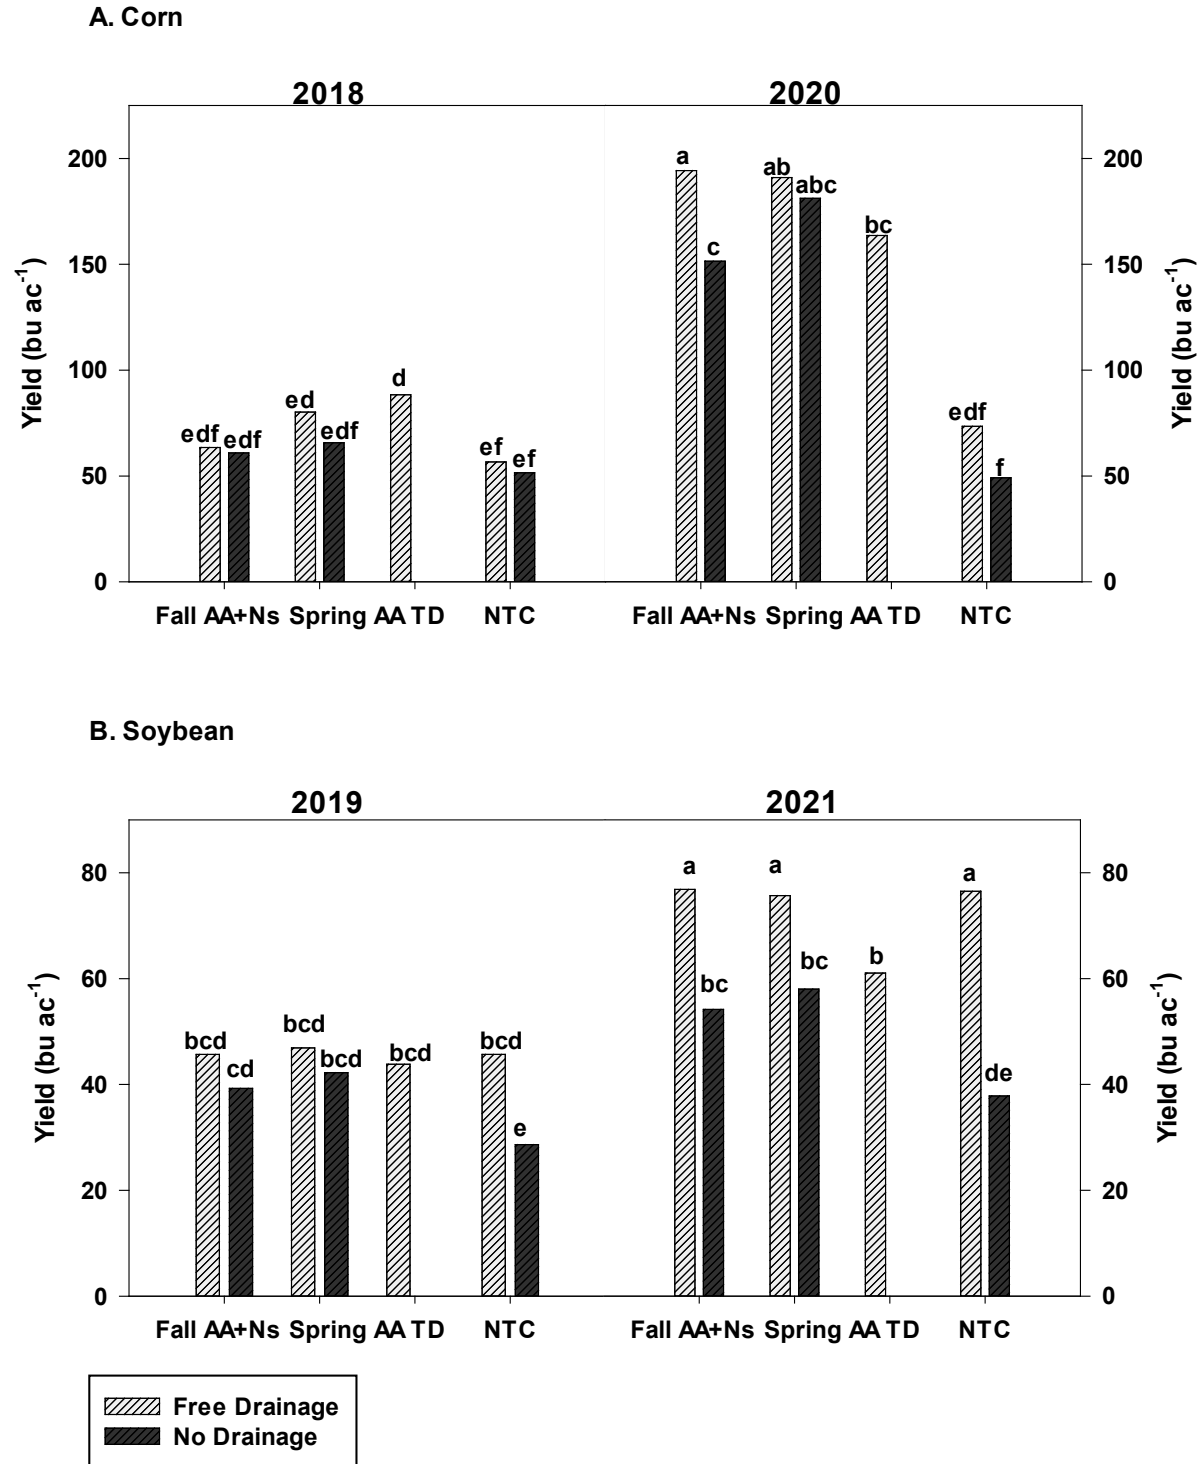 A. Corn
2018 2020
200 a ab abc 200
bc
150 c 150
Yield (bu ac-1) Yield (bu ac-1)
100 d 100
edf edf ed edf ef ef edf f
50 50
0 0
Fall AA+Ns Spring AA TD NTC Fall AA+Ns Spring AA TD NTC
B. Soybean
2019 2021
80 a a a 80
60 bc bc b 60
Yield (bu ac-1) Yield (bu ac-1)
bcd cd bcd bcd bcd bcd e de
40 40
20 20
0 0
Fall AA+Ns Spring AA TD NTC Fall AA+Ns Spring AA TD NTC
Free Drainage
No Drainage